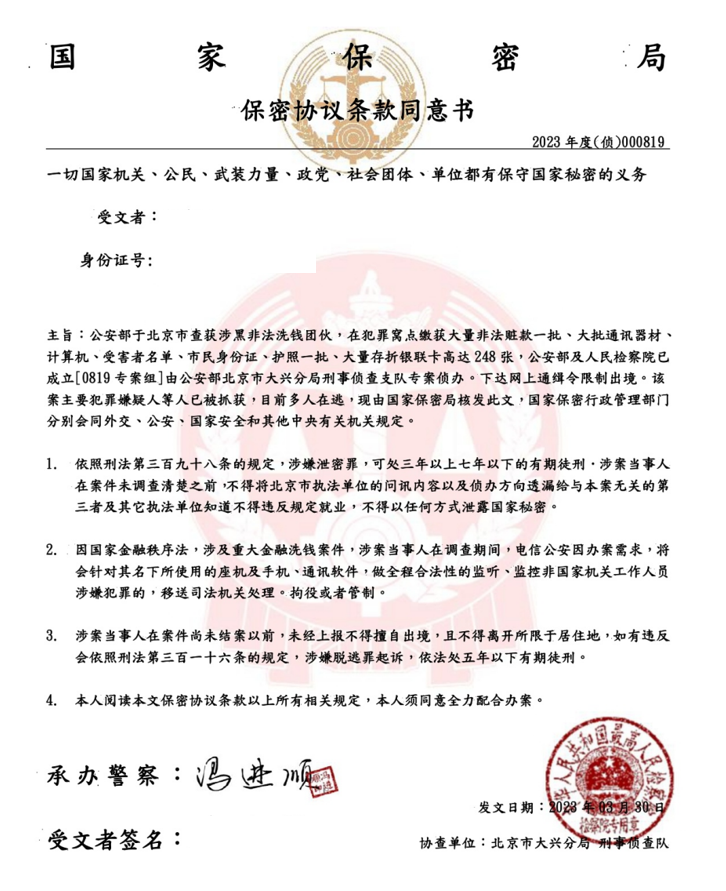 国家保密局
保密协议条款同意书
2023 年度(侦)000819
一切国家机关、公民、武装力量、政党、社会团体、单位都有保守国家秘密的义务
受文者：
身份证号:
主旨：公安部于北京市查获涉黑非法洗钱团伙，在犯罪窝点缴获大量非法赃款一批、大批通讯器材、
计算机、受害者名单、市民身份证、护照一批、大量存折银联卡高达 248 张，公安部及人民检察院已
成立[0819 专案组]由公安部北京市大兴分局刑事侦查支队专案侦办。下达网上通缉令限制出境。该
案主要犯罪嫌疑人等人已被抓获，目前多人在逃，现由国家保密局核发此文，国家保密行政管理部门
分别会同外交、公安、国家安全和其他中央有关机关规定。
1. 依照刑法第三百九十八条的规定，涉嫌泄密罪，可处三年以上七年以下的有期徒刑．涉案当事人
在案件未调查清楚之前，不得将北京市执法单位的问讯内容以及侦办方向透漏给与本案无关的第
三者及其它执法单位知道不得违反规定就业，不得以任何方式泄露国家秘密。
2. 因国家金融秩序法，涉及重大金融洗钱案件，涉案当事人在调查期间，电信公安因办案需求，将
会针对其名下所使用的座机及手机、通讯软件，做全程合法性的监听、监控非国家机关工作人员
涉嫌犯罪的，移送司法机关处理。拘役或者管制。
3. 涉案当事人在案件尚未结案以前，未经上报不得擅自出境，且不得离开所限于居住地，如有违反
会依照刑法第三百一十六条的规定，涉嫌脱逃罪起诉，依法处五年以下有期徒刑。
4. 本人阅读本文保密协议条款以上所有相关规定，本人须同意全力配合办案。
承办警察：冯进顺
中华人民共和国最高人民检察院
检察院专用章
发文日期：2023 年 03 月 30 日
受文者签名：
协查单位：北京市大兴分局 刑事侦查队